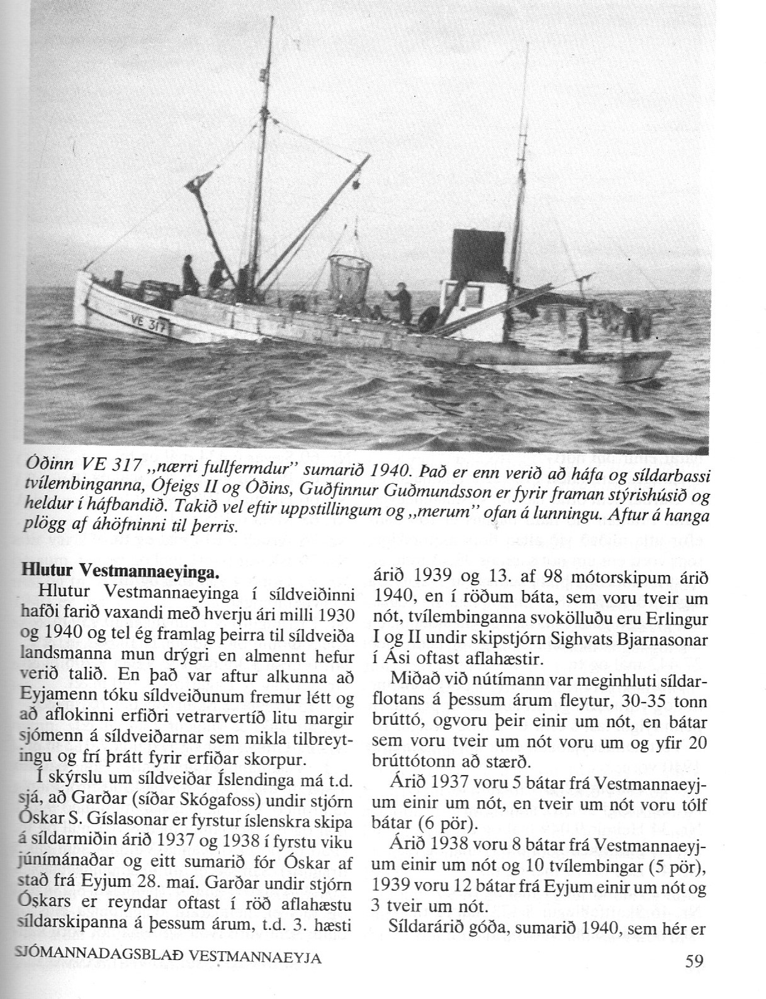 VE 317
Óðinn VE 317 ,,nærri fullfermdur” sumarið 1940. Það er enn verið að háfa og síldarbassi
tvílembinganna, Ófeigs II og Óðins, Guðfinnur Guðmundsson er fyrir framan stýrishúsið og
heldur í háfbandið. Takið vel eftir uppstillingum og ,,merum” ofan á lunningu. Aftur á hanga
plögg af áhöfninni til þerris.
Hlutur Vestmannaeyinga.
Hlutur Vestmannaeyinga í síldveiðinni
hafði farið vaxandi með hverju ári milli 1930
og 1940 og tel ég framlag þeirra til síldveiða
landsmanna mun drýgri en almennt hefur
verið talið. En það var aftur alkunna að
Eyjamenn tóku síldveiðunum fremur létt og
að aflokinni erfiðri vetrarvertíð litu margir
sjómenn á síldveiðarnar sem mikla tilbreyt-
ingu og frí þrátt fyrir erfiðar skorpur.
Í skýrslu um síldveiðar Íslendinga má t.d.
sjá, að Garðar (síðar Skógafoss) undir stjórn
Óskar S. Gíslasonar er fyrstur íslenskra skipa
á síldarmiðin árið 1937 og 1938 í fyrstu viku
júnímánaðar og eitt sumarið fór Óskar af
stað frá Eyjum 28. maí. Garðar undir stjórn
Óskars er reyndar oftast í röð aflahæstu
síldarskipanna á þessum árum, t.d. 3. hæsti
árið 1939 og 13. af 98 mótorskipum árið
1940, en í röðum báta, sem voru tveir um
nót, tvílembinganna svokölluðu eru Erlingur
I og II undir skipstjórn Sighvats Bjarnasonar
í Ási oftast aflahæstir.
Miðað við nútímann var meginhluti síldar-
flotans á þessum árum fleytur, 30-35 tonn
brúttó, ogvoru þeir einir um nót, en bátar
sem voru tveir um nót voru um og yfir 20
brúttótonn að stærð.
Árið 1937 voru 5 bátar frá Vestmannaeyj-
um einir um nót, en tveir um nót voru tólf
bátar (6 pör).
Árið 1938 voru 8 bátar frá Vestmannaeyj-
um einir um nót og 10 tvílembingar (5 pör),
1939 voru 12 bátar frá Eyjum einir um nót og
3 tveir um nót.
Síldarárið góða, sumarið 1940, sem hér er
SJÓMANNADAGSBLAÐ VESTMANNAEYJA
59